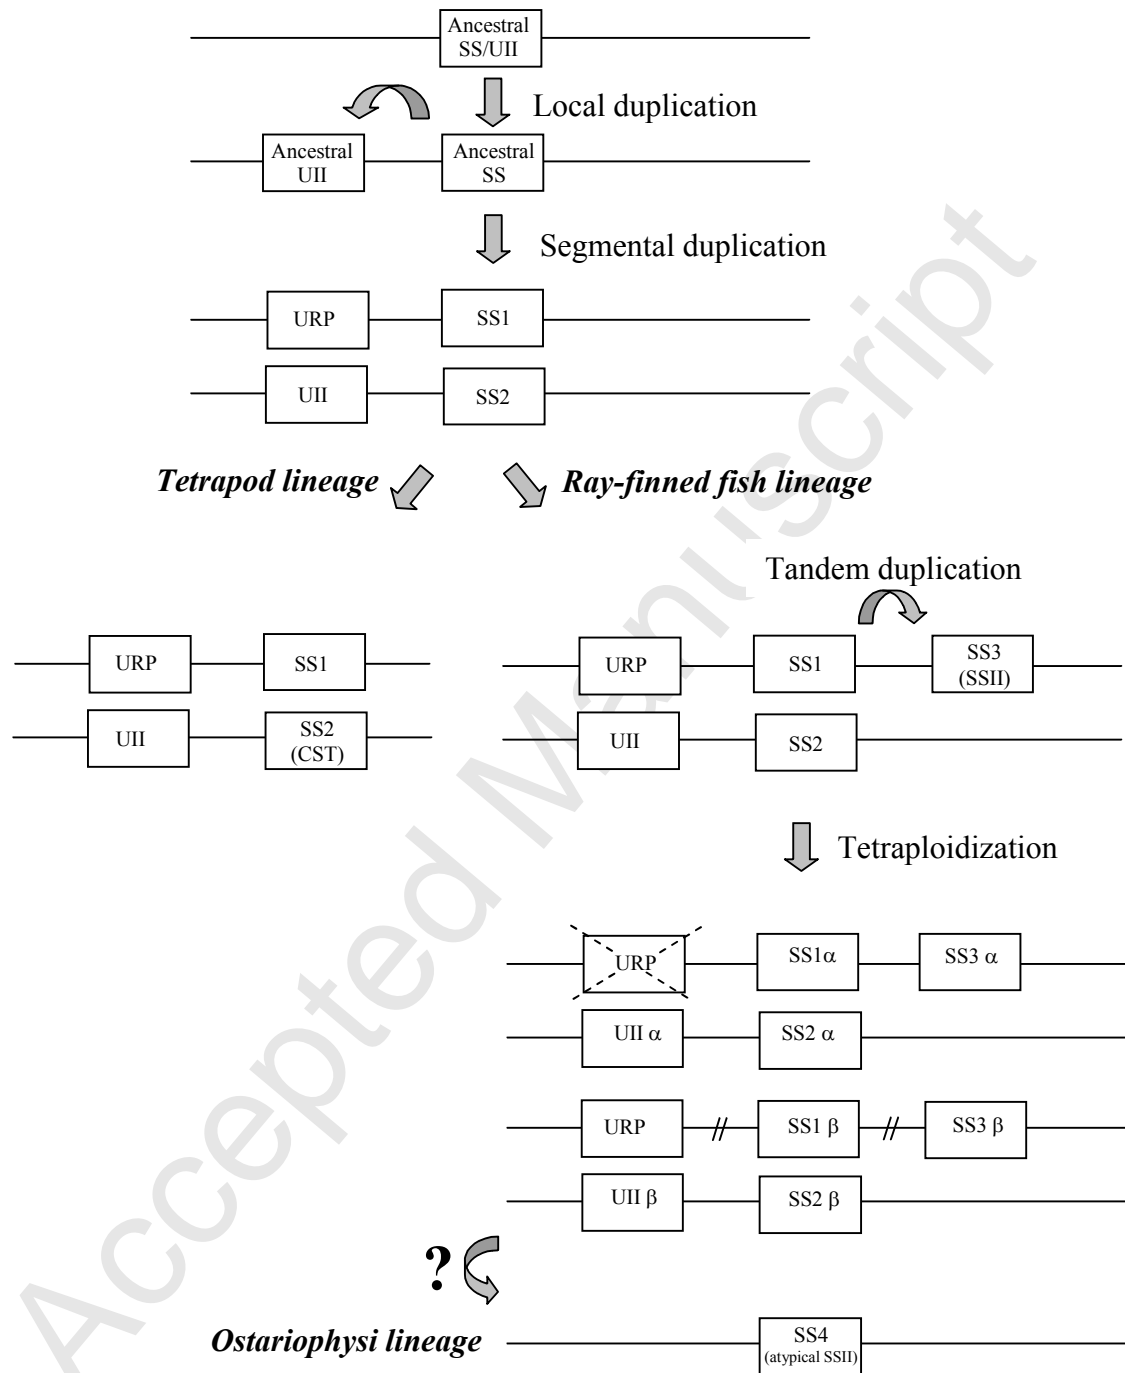 Ancestral
SS/UII
Local duplication
Ancestral
UII
Ancestral
SS
Segmental duplication
URP
SS1
UII
SS2
Tetrapod lineage
Ray-finned fish lineage
Tandem duplication
URP
SS1
URP
SS1
SS3
(SSII)
UII
SS2
(CST)
UII
SS2
Tetraploidization
URP
SS1α
SS3 α
UII α
SS2 α
URP
//
SS1 β
//
SS3 β
UII β
SS2 β
?
Ostariophysi lineage
SS4
(atypical SSII)
Accepted Manuscript